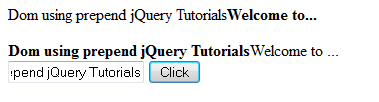 Dom using prepend jQuery TutorialsWelcome to...
Dom using prepend jQuery TutorialsWelcome to ...
pend jQuery Tutorials Click